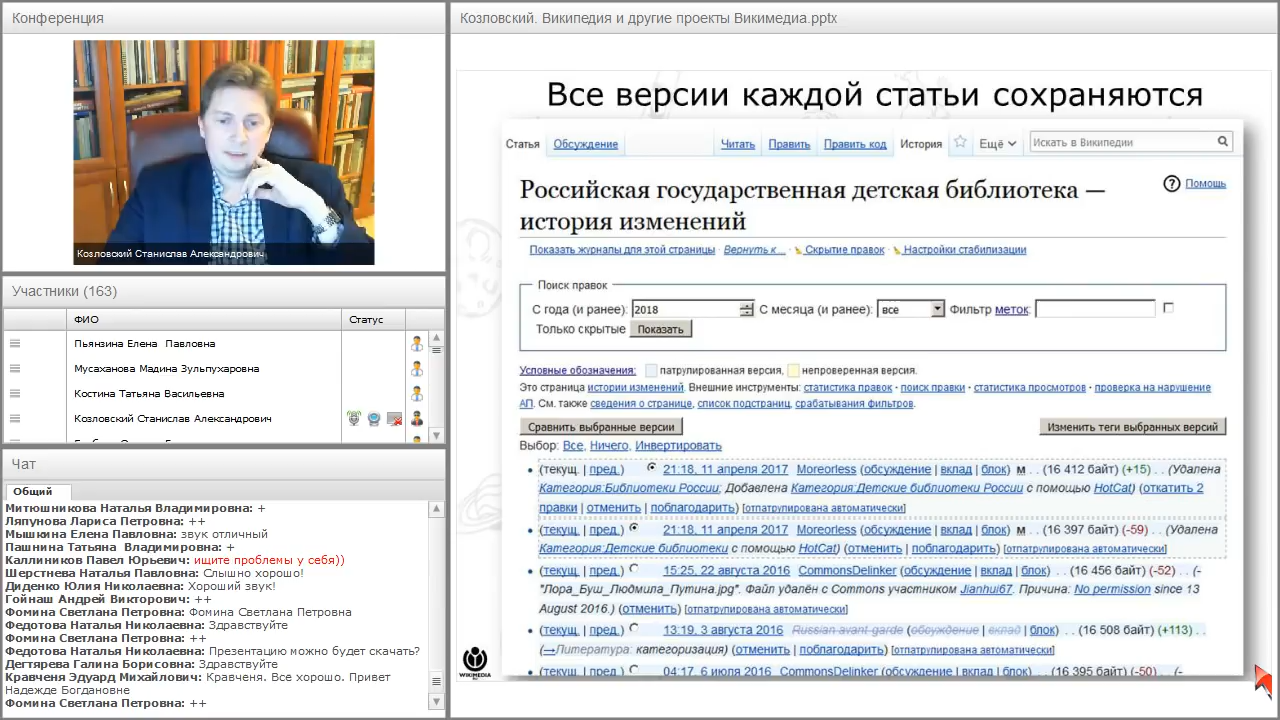 Конференция
Козловский Станислав Александрович
Участники (163)
ФИО
Статус
Пьянзина Елена Павловна
Мусаханова Мадина Зульпухаровна
Костина Татьяна Васильевна
Козловский Станислав Александрович
Чат
Общий
Митюшникова Наталья Владимировна: +
Ляпунова Лариса Петровна: ++
Мышкина Елена Павловна: звук отличный
Пашнина Татьяна Владимировна: +
Каллиников Павел Юрьевич: ищите проблемы у себя))
Шерстнева Наталья Павловна: Слышно хорошо!
Диденко Юлия Николаевна: Хороший звук!
Гойнаш Андрей Викторович: ++
Фомина Светлана Петровна: Фомина Светлана Петровна
Федотова Наталья Николаевна: Здравствуйте
Фомина Светлана Петровна: ++
Федотова Наталья Николаевна: Презентацию можно будет скачать?
Дегтярева Галина Борисовна: Здравствуйте
Кравченя Эдуард Михайлович: Кравченя. Все хорошо. Привет
Надежде Богдановне
Фомина Светлана Петровна: ++
Козловский. Википедия и другие проекты Викимедиа.pptx
Все версии каждой статьи сохраняются
Статья Обсуждение Читать Править Править код История Ещё Искать в Википедии
Российская государственная детская библиотека —
история изменений
Помощь
Показать журналы для этой страницы · Вернуть к... · Скрытие правок · Настройки стабилизации
Поиск правок
С года (и ранее): 2018 С месяца (и ранее): все Фильтр меток:
Только скрытые Показать
Условные обозначения: патрулированная версия, непроверенная версия.
Это страница истории изменений. Внешние инструменты: статистика правок · поиск правки · статистика просмотров · проверка на нарушение
АП. См. также сведения о странице, список подстраниц, срабатывания фильтров.
Сравнить выбранные версии Изменить теги выбранных версий
Выбор: Все, Ничего, Инвертировать
(текущ. | пред.) 21:18, 11 апреля 2017 Moreorless (обсуждение | вклад | блок) м . . (16 412 байт) (+15) . . (Удалена
Категория:Библиотеки России; Добавлена Категория:Детские библиотеки России с помощью HotCat) (откатить 2
правки | отменить | поблагодарить) [отпатрулирована автоматически]
(текущ. | пред.) 21:18, 11 апреля 2017 Moreorless (обсуждение | вклад | блок) м . . (16 397 байт) (-59) . . (Удалена
Категория:Детские библиотеки с помощью HotCat) (отменить | поблагодарить) [отпатрулирована автоматически]
(текущ. | пред.) 15:25, 22 августа 2016 CommonsDelinker (обсуждение | вклад | блок) . . (16 456 байт) (-52) . . (-
"Лора_Буш_Людмила_Путина.jpg". Файл удалён с Commons участником Jianhui67. Причина: No permission since 13
August 2016.) (отменить) [отпатрулирована автоматически]
(текущ. | пред.) 13:19, 3 августа 2016 Russian avant-garde (обсуждение | вклад | блок) . . (16 508 байт) (+113) . .
(→Литература: категоризация) (отменить | поблагодарить) [отпатрулирована автоматически]
(текущ. | пред.) 04:17, 6 июля 2016 CommonsDelinker (обсуждение | вклад | блок) . . (16 395 байт) (-50) . . (-
WIKIMEDIA